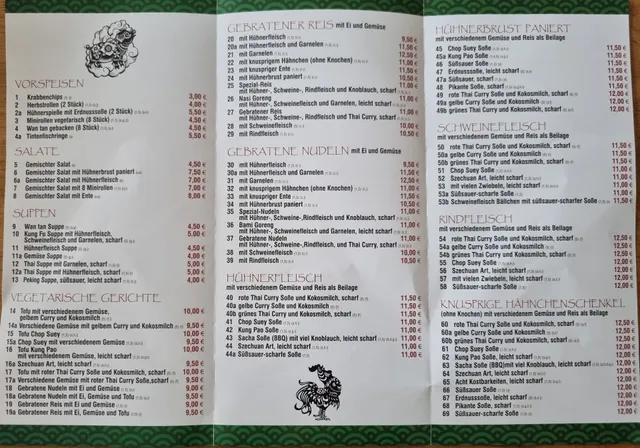 VORSPEISEN
1 Krabbenchips 3,00 €
2 Herbstrollen (2 Stück) 4,00 €
2a Hühnerspieße mit Erdnusssoße (2 Stück) 5,50 €
3 Minirollen vegetarisch (8 Stück) 4,50 €
4 Wan tan gebacken (8 Stück) 4,50 €
4a Tintenfischringe 5,50 €
SALATE
5 Gemischter Salat 4,50 €
6 Gemischter Salat mit Hühnerbrust paniert 7,50 €
6a Gemischter Salat mit Hühnerfleisch 7,00 €
7 Gemischter Salat mit 8 Minirollen 7,00 €
8 Gemischter Salat mit Ente 8,00 €
SUPPEN
9 Wan tan Suppe 4,50 €
10 Kung Fu Suppe mit Hühnerfleisch, 5,00 €
Schweinefleisch und Garnelen, scharf
11 Hühnerfleisch Suppe 4,50 €
11a Gemüse Suppe 4,00 €
12 Thai Suppe mit Garnelen, scharf 5,00 €
12a Thai Suppe mit Hühnerfleisch, scharf 5,00 €
13 Peking Suppe, süßsauer, leicht scharf 4,00 €
VEGETARISCHE GERICHTE
14 Tofu mit verschiedenem Gemüse, 10,00 €
gelbem Curry und Kokosmilch
14a Verschiedene Gemüse mit gelbem Curry und Kokosmilch 9,50 €
15 Tofu Chop Suey 10,00 €
15a Chop Suey mit verschiedenem Gemüse 9,50 €
16 Tofu Kung Pao
mit verschiedenem Gemüse, leicht scharf
16a Szechuan Art, leicht scharf 9,50 €
17 Tofu mit roter Thai Curry Soße und Kokosmilch, scharf 10,00 €
17a Verschiedene Gemüse mit roter Thai Curry Soße, scharf 9,50 €
18 Gebratene Nudeln mit Ei und Gemüse 9,00 €
18a Gebratene Nudeln mit Ei, Gemüse und Tofu 9,50 €
19 Gebratener Reis mit Ei und Gemüse 9,00 €
19a Gebratener Reis mit Ei, Gemüse und Tofu 9,50 €
GEBRATENER REIS mit Ei und Gemüse
20 mit Hühnerfleisch 9,50 €
20a mit Hühnerfleisch und Garnelen 11,50 €
21 mit Garnelen 12,50 €
22 mit knusprigem Hähnchen (ohne Knochen) 11,00 €
23 mit knuspriger Ente 11,50 €
24 mit Hühnerbrust paniert 10,50 €
25 Spezial-Reis 11,00 €
mit Hühner-, Schweine-, Rindfleisch und Knoblauch, scharf
26 Nasi Goreng 11,00 €
mit Hühner-, Schweinefleisch und Garnelen, leicht scharf
27 Gebratener Reis 11,00 €
mit Hühner-, Schweine-, Rindfleisch, und Thai Curry, scharf
28 mit Schweinefleisch 10,00 €
29 mit Rindfleisch 10,50 €
GEBRATENE NUDELN mit Ei und Gemüse
30 mit Hühnerfleisch 9,50 €
30a mit Hühnerfleisch und Garnelen 11,50 €
31 mit Garnelen 12,50 €
32 mit knusprigem Hähnchen (ohne Knochen) 11,00 €
33 mit knuspriger Ente 11,50 €
34 mit Hühnerbrust paniert 10,50 €
35 Spezial-Nudeln 11,00 €
mit Hühner-, Schweine-,Rindfleisch und Knoblauch, scharf
36 Bami Goreng
mit Hühner-, Schweinefleisch und Garnelen, leicht scharf
37 Gebratene Nudeln
mit Hühner-, Schweine-, Rindfleisch, und Thai Curry, scharf
38 mit Schweinefleisch 10,00 €
39 mit Rindfleisch 10,50 €
HÜHNERFLEISCH
mit verschiedenem Gemüse und Reis als Beilage
40 rote Thai Curry Soße und Kokosmilch, scharf 11,50 €
40a gelbe Curry Soße und Kokosmilch 11,50 €
40b grünes Thai Curry und Kokosmilch, scharf 11,50 €
41 Chop Suey Soße 11,00 €
42 Kung Pao Soße 11,00 €
43 Sacha Soße (BBQ) mit viel Knoblauch, leicht scharf 11,00 €
44 Szechuan Art, leicht scharf 11,00 €
44a Süßsauer-scharfe Soße 11,00 €
HÜHNERBRUST PANIERT
mit verschiedenem Gemüse und Reis als Beilage
45 Chop Suey Soße 11,50 €
45a Kung Pao Soße 11,50 €
46 Süßsauer Soße 11,50 €
47 Erdnusssoße, leicht scharf 11,50 €
47a Süßsauer, scharf 11,50 €
48 Pikante Soße, leicht scharf 11,50 €
49 rote Thai Curry Soße und Kokosmilch, scharf 12,00 €
49a gelbe Curry Soße und Kokosmilch 12,00 €
49b grünes Thai Curry und Kokosmilch, scharf 12,00 €
SCHWEINEFLEISCH
mit verschiedenem Gemüse und Reis als Beilage
50 rote Thai Curry Soße und Kokosmilch, scharf 11,50 €
50a gelbe Curry Soße und Kokosmilch 11,50 €
50b grünes Thai Curry und Kokosmilch, scharf 11,50 €
51 Chop Suey Soße 11,00 €
52 Szechuan Art, leicht scharf 11,00 €
53 mit vielen Zwiebeln, leicht scharf 11,00 €
53a Süßsauer-scharfe Soße 11,00 €
53b Schweinefleisch Bällchen mit süßsauer-scharfer Soße 11,50 €
RINDFLEISCH
mit verschiedenem Gemüse und Reis als Beilage
54 rote Thai Curry Soße und Kokosmilch, scharf 12,50 €
54a gelbe Curry Soße und Kokosmilch 12,50 €
54b grünes Thai Curry und Kokosmilch, scharf 12,50 €
55 Chop Suey Soße 12,00 €
56 Szechuan Art, leicht scharf 12,00 €
57 mit vielen Zwiebeln, leicht scharf 12,00 €
58 Süßsauer-scharfe Soße 12,00 €
KNUSPRIGE HÄHNCHENSCHENKEL
(ohne Knochen) mit verschiedenem Gemüse und Reis als Beilage
60 rote Thai Curry Soße und Kokosmilch, scharf 12,50 €
60a gelbe Curry Soße und Kokosmilch 12,50 €
60b grünes Thai Curry und Kokosmilch, scharf 12,50 €
61 Chop Suey Soße 12,00 €
62 Kung Pao Soße, leicht scharf 12,00 €
63 Sacha Soße (BBQ)mit viel Knoblauch, leicht scharf 12,00 €
64 Szechuan Art, leicht scharf 12,00 €
65 Acht Kostbarkeiten, leicht scharf 12,00 €
66 Süßsauer Soße 12,00 €
67 Erdnusssoße, leicht scharf 12,00 €
68 Pikante Soße, leicht scharf 12,00 €
69 Süßsauer-scharfe Soße 12,00 €